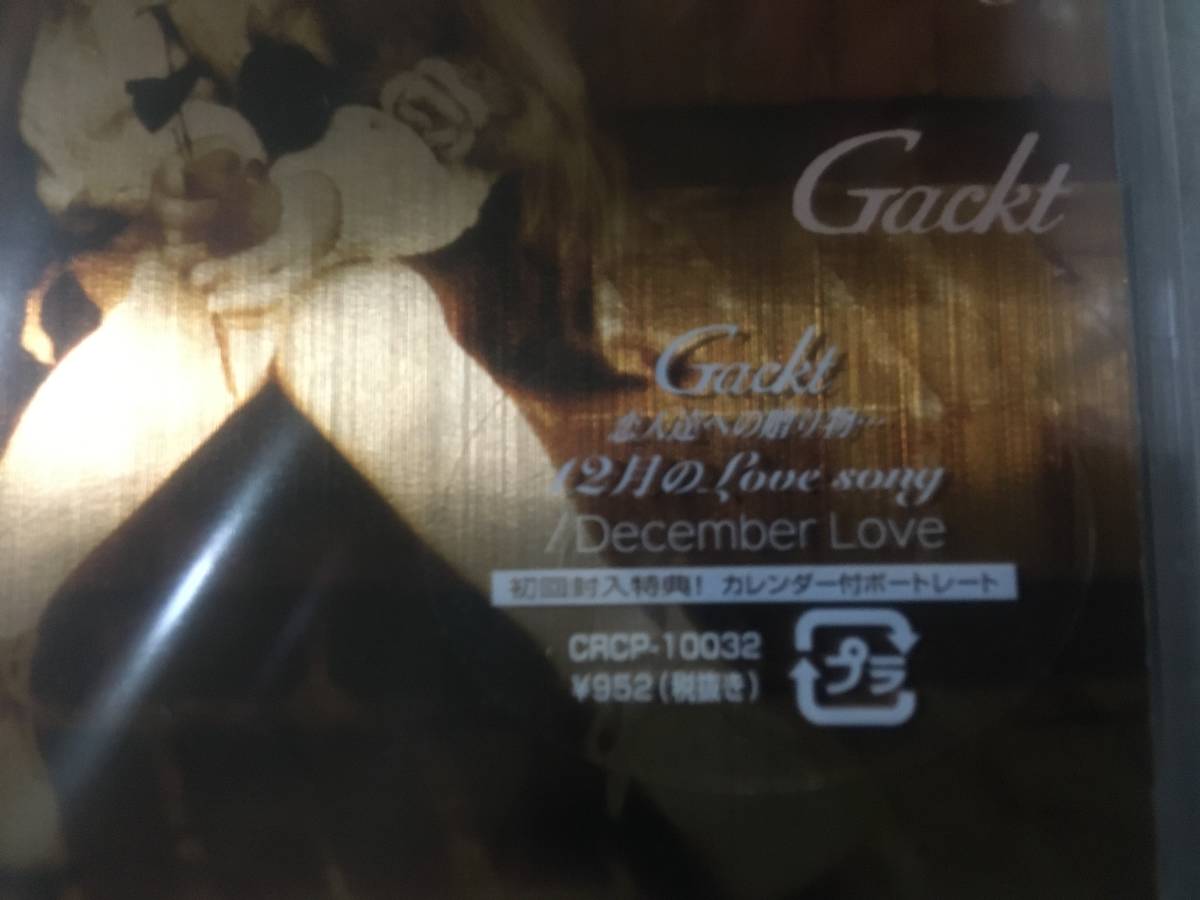 Gackt
Gackt
恋人達への贈り物…
12月のLove song
/December Love
初回封入特典! カレンダー付ポートレート
CRCP-10032
¥952(税抜き)
プラ